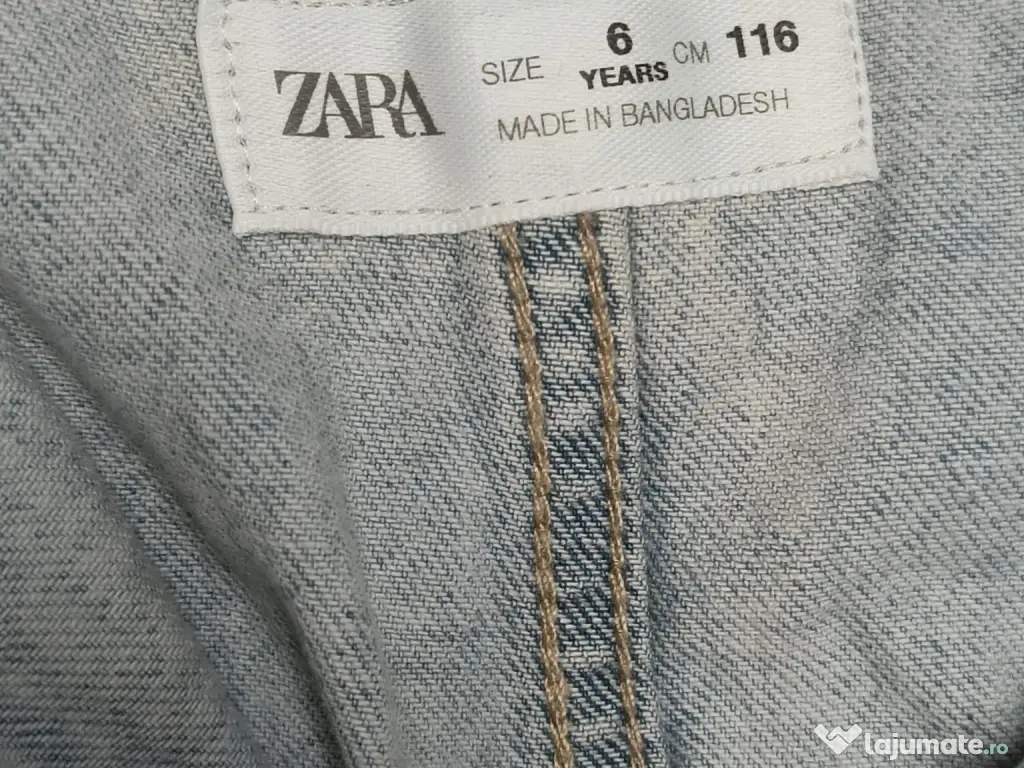 ZARA
SIZE 6 YEARS CM 116
MADE IN BANGLADESH
lajumate.ro